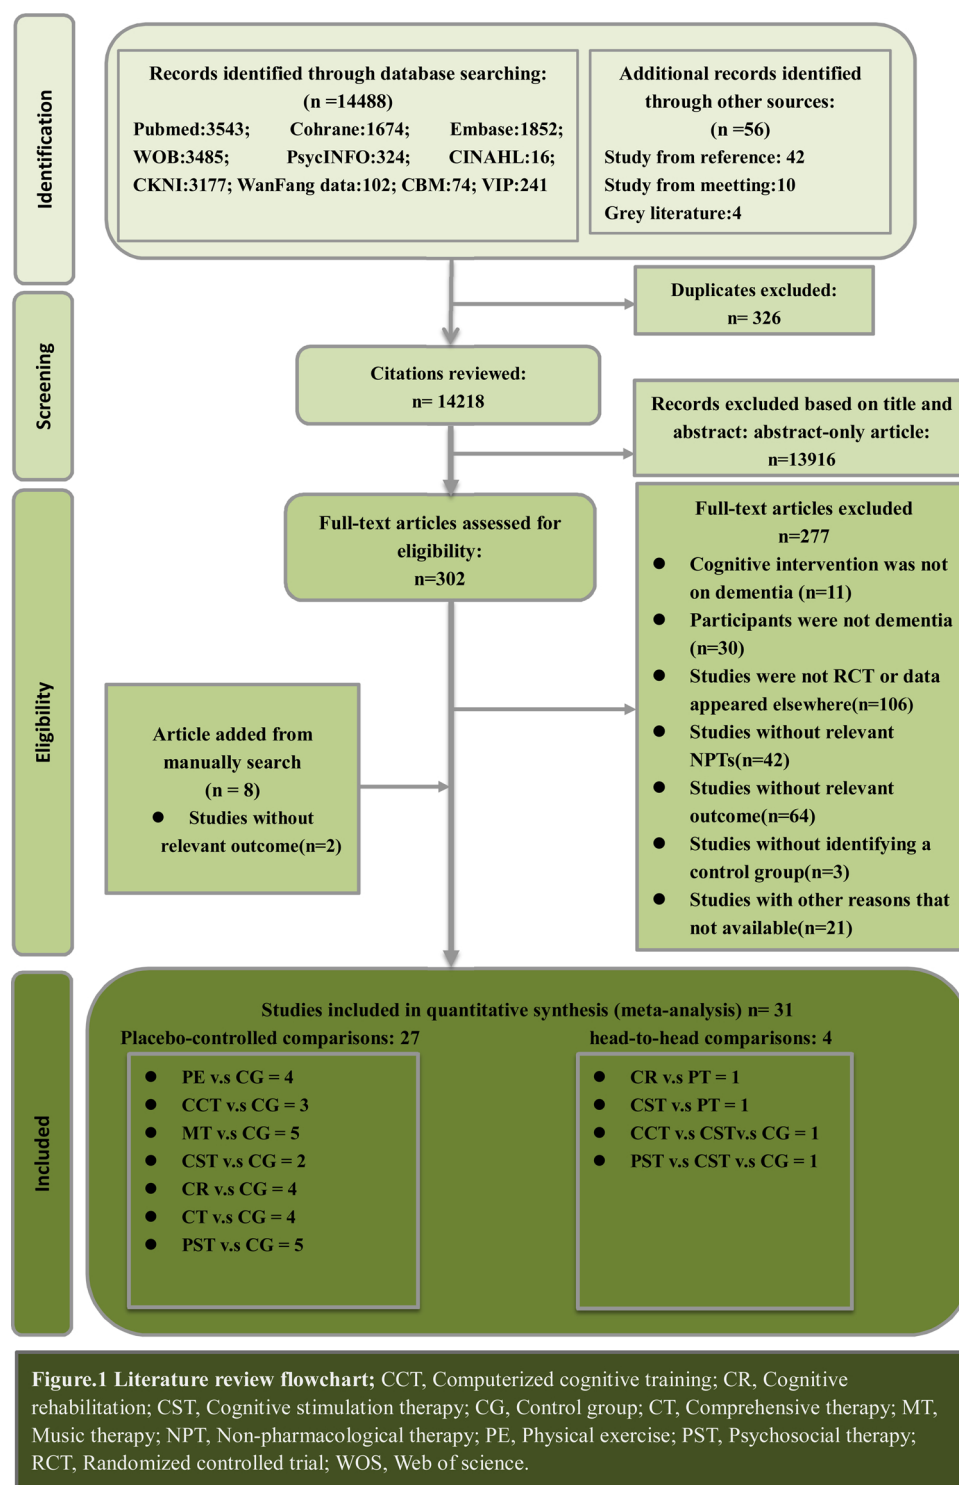 Identification
Records identified through database searching:
(n =14488)
Pubmed:3543; Cohrane:1674; Embase:1852;
WOB:3485; PsycINFO:324; CINAHL:16;
CKNI:3177; WanFang data:102; CBM:74; VIP:241
Additional records identified
through other sources:
(n =56)
Study from reference: 42
Study from meetting:10
Grey literature:4
Screening
Duplicates excluded:
n= 326
Citations reviewed:
n= 14218
Records excluded based on title and
abstract: abstract-only article:
n=13916
Eligibility
Full-text articles assessed for
eligibility:
n=302
Full-text articles excluded
n=277
● Cognitive intervention was not
on dementia (n=11)
● Participants were not dementia
(n=30)
● Studies were not RCT or data
appeared elsewhere(n=106)
● Studies without relevant
NPTs(n=42)
● Studies without relevant
outcome(n=64)
● Studies without identifying a
control group(n=3)
● Studies with other reasons that
not available(n=21)
Article added from
manually search
(n = 8)
● Studies without
relevant outcome(n=2)
Included
Studies included in quantitative synthesis (meta-analysis) n= 31
Placebo-controlled comparisons: 27
● PE v.s CG = 4
● CCT v.s CG = 3
● MT v.s CG = 5
● CST v.s CG = 2
● CR v.s CG = 4
● CT v.s CG = 4
● PST v.s CG = 5
head-to-head comparisons: 4
● CR v.s PT = 1
● CST v.s PT = 1
● CCT v.s CSTv.s CG = 1
● PST v.s CST v.s CG = 1
Figure.1 Literature review flowchart; CCT, Computerized cognitive training; CR, Cognitive
rehabilitation; CST, Cognitive stimulation therapy; CG, Control group; CT, Comprehensive therapy; MT,
Music therapy; NPT, Non-pharmacological therapy; PE, Physical exercise; PST, Psychosocial therapy;
RCT, Randomized controlled trial; WOS, Web of science.